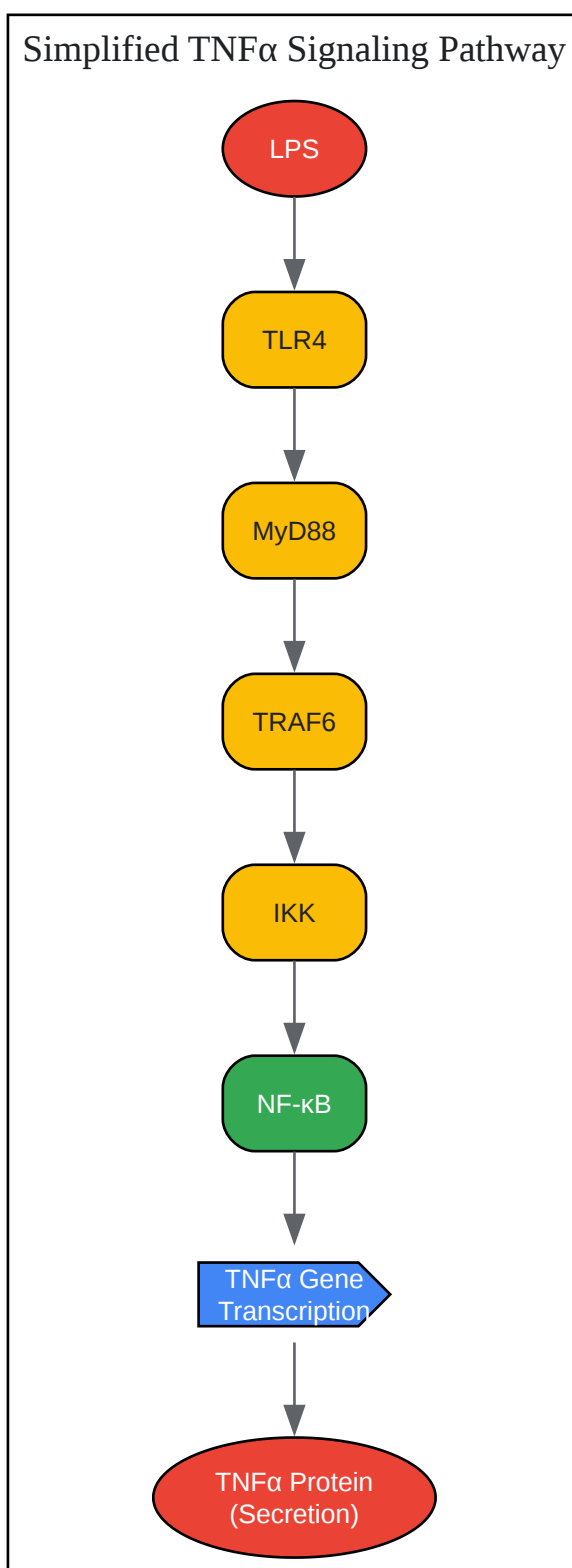 Simplified TNFα Signaling Pathway
LPS
TLR4
MyD88
TRAF6
IKK
NF-κB
TNFα Gene
Transcription
TNFα Protein
(Secretion)